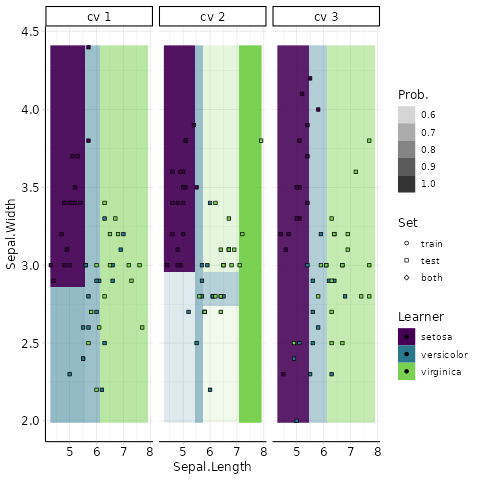 cv 1 cv 2 cv 3
4.5
4.0
3.5
3.0
2.5
2.0
Sepal.Width
5 6 7 8 5 6 7 8 5 6 7 8
Sepal.Length
Prob.
0.6
0.7
0.8
0.9
1.0
Set
train
test
both
Learner
setosa
versicolor
virginica